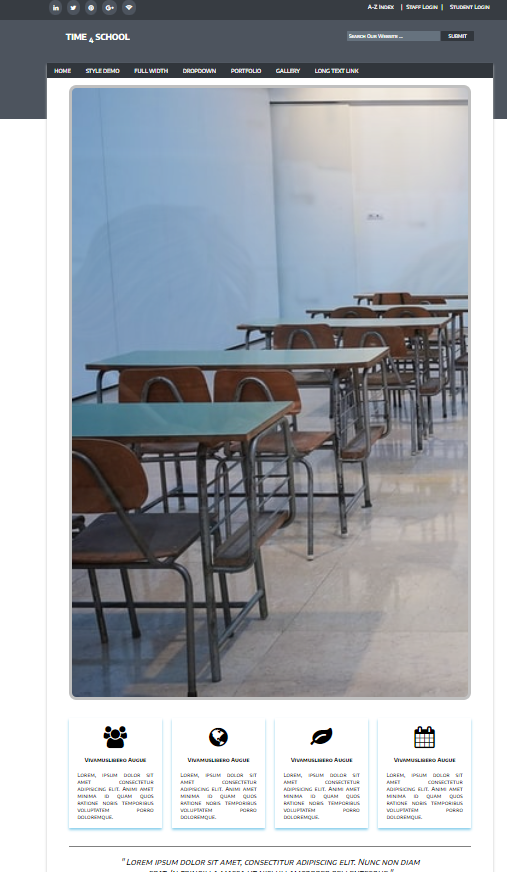 A-Z Index | Staff Login | Student Login
TIME 4 SCHOOL
Search Our Website ...
SUBMIT
HOME STYLE DEMO FULL WIDTH DROPDOWN PORTFOLIO GALLERY LONG TEXT LINK
Vivamuslibero Augue
Lorem, ipsum dolor sit
amet consectetur
adipisicing elit. Animi amet
minima id quam quos
ratione nobis temporibus
voluptatem porro
doloremque.
Vivamuslibero Augue
Lorem, ipsum dolor sit
amet consectetur
adipisicing elit. Animi amet
minima id quam quos
ratione nobis temporibus
voluptatem porro
doloremque.
Vivamuslibero Augue
Lorem, ipsum dolor sit
amet consectetur
adipisicing elit. Animi amet
minima id quam quos
ratione nobis temporibus
voluptatem porro
doloremque.
Vivamuslibero Augue
Lorem, ipsum dolor sit
amet consectetur
adipisicing elit. Animi amet
minima id quam quos
ratione nobis temporibus
voluptatem porro
doloremque.
" Lorem ipsum dolor sit amet, consectetur adipiscing elit. Nunc non diam